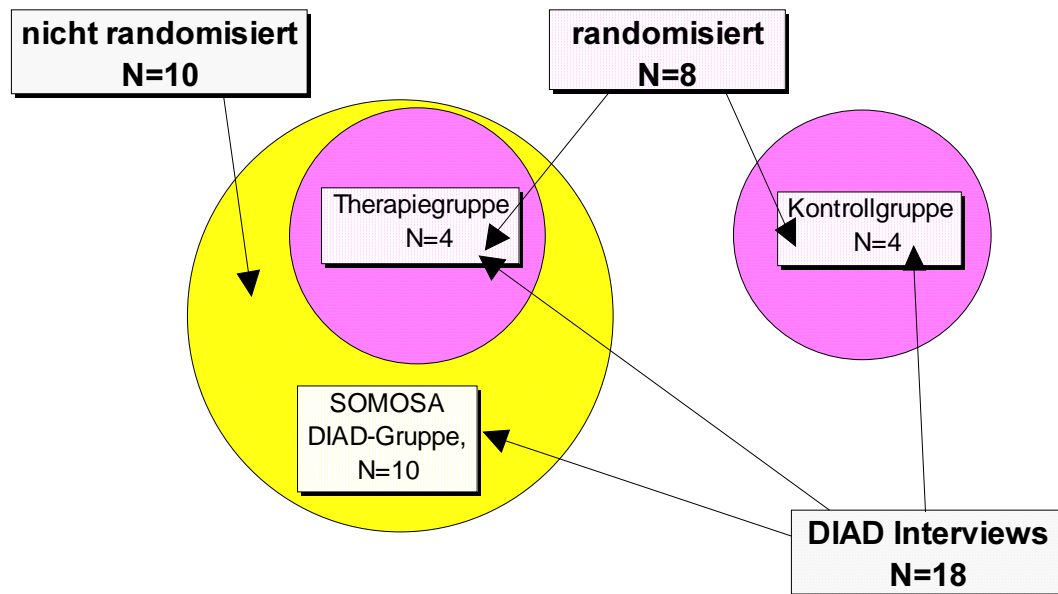 nicht randomisiert
N=10
randomisiert
N=8
Therapiegruppe
N=4
Kontrollgruppe
N=4
SOMOSA
DIAD-Gruppe,
N=10
DIAD Interviews
N=18